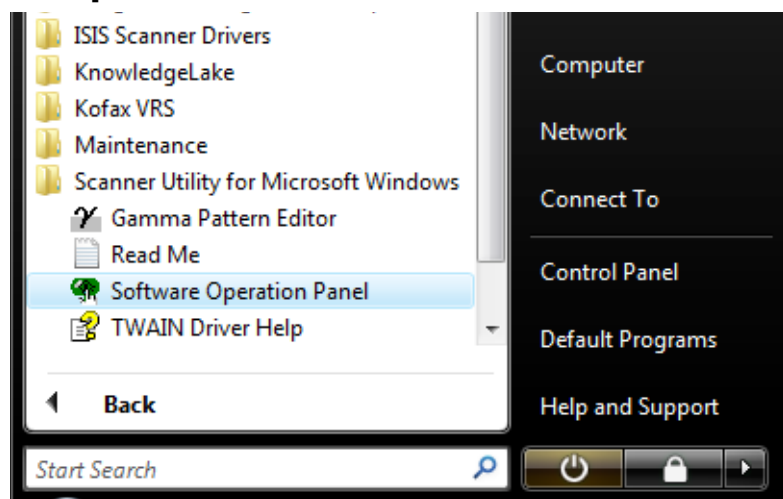 ISIS Scanner Drivers
KnowledgeLake
Kofax VRS
Maintenance
Scanner Utility for Microsoft Windows
Gamma Pattern Editor
Read Me
Software Operation Panel
TWAIN Driver Help
Back
Start Search
Computer
Network
Connect To
Control Panel
Default Programs
Help and Support